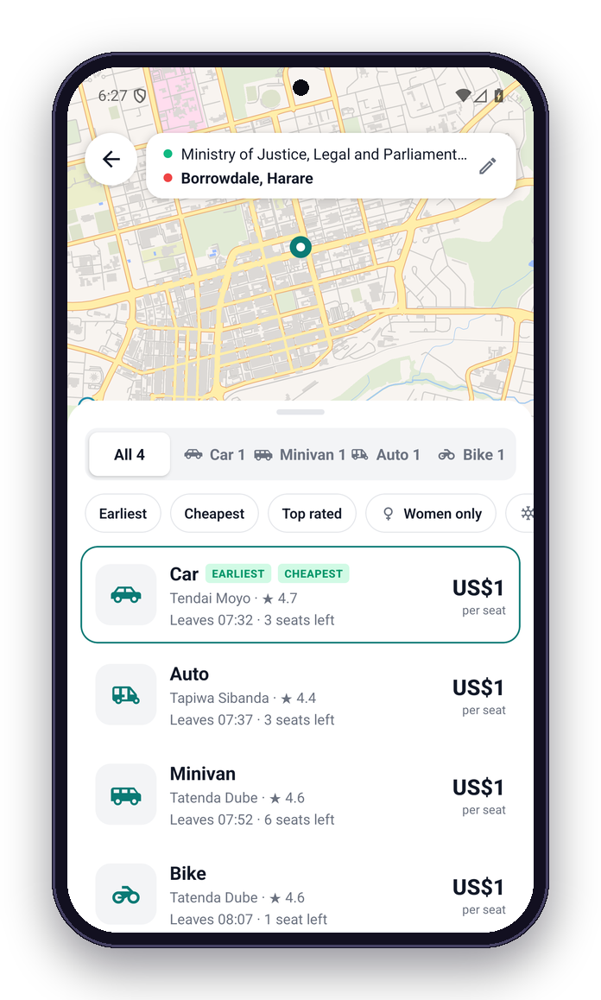 6:27
Ministry of Justice, Legal and Parliament...
Borrowdale, Harare
All 4 Car 1 Minivan 1 Auto 1 Bike 1
Earliest Cheapest Top rated Women only
Car EARLIEST CHEAPEST
Tendai Moyo · ★ 4.7
Leaves 07:32 · 3 seats left
US$1
per seat
Auto
Tapiwa Sibanda · ★ 4.4
Leaves 07:37 · 3 seats left
US$1
per seat
Minivan
Tatenda Dube · ★ 4.6
Leaves 07:52 · 6 seats left
US$1
per seat
Bike
Tatenda Dube · ★ 4.6
Leaves 08:07 · 1 seat left
US$1
per seat